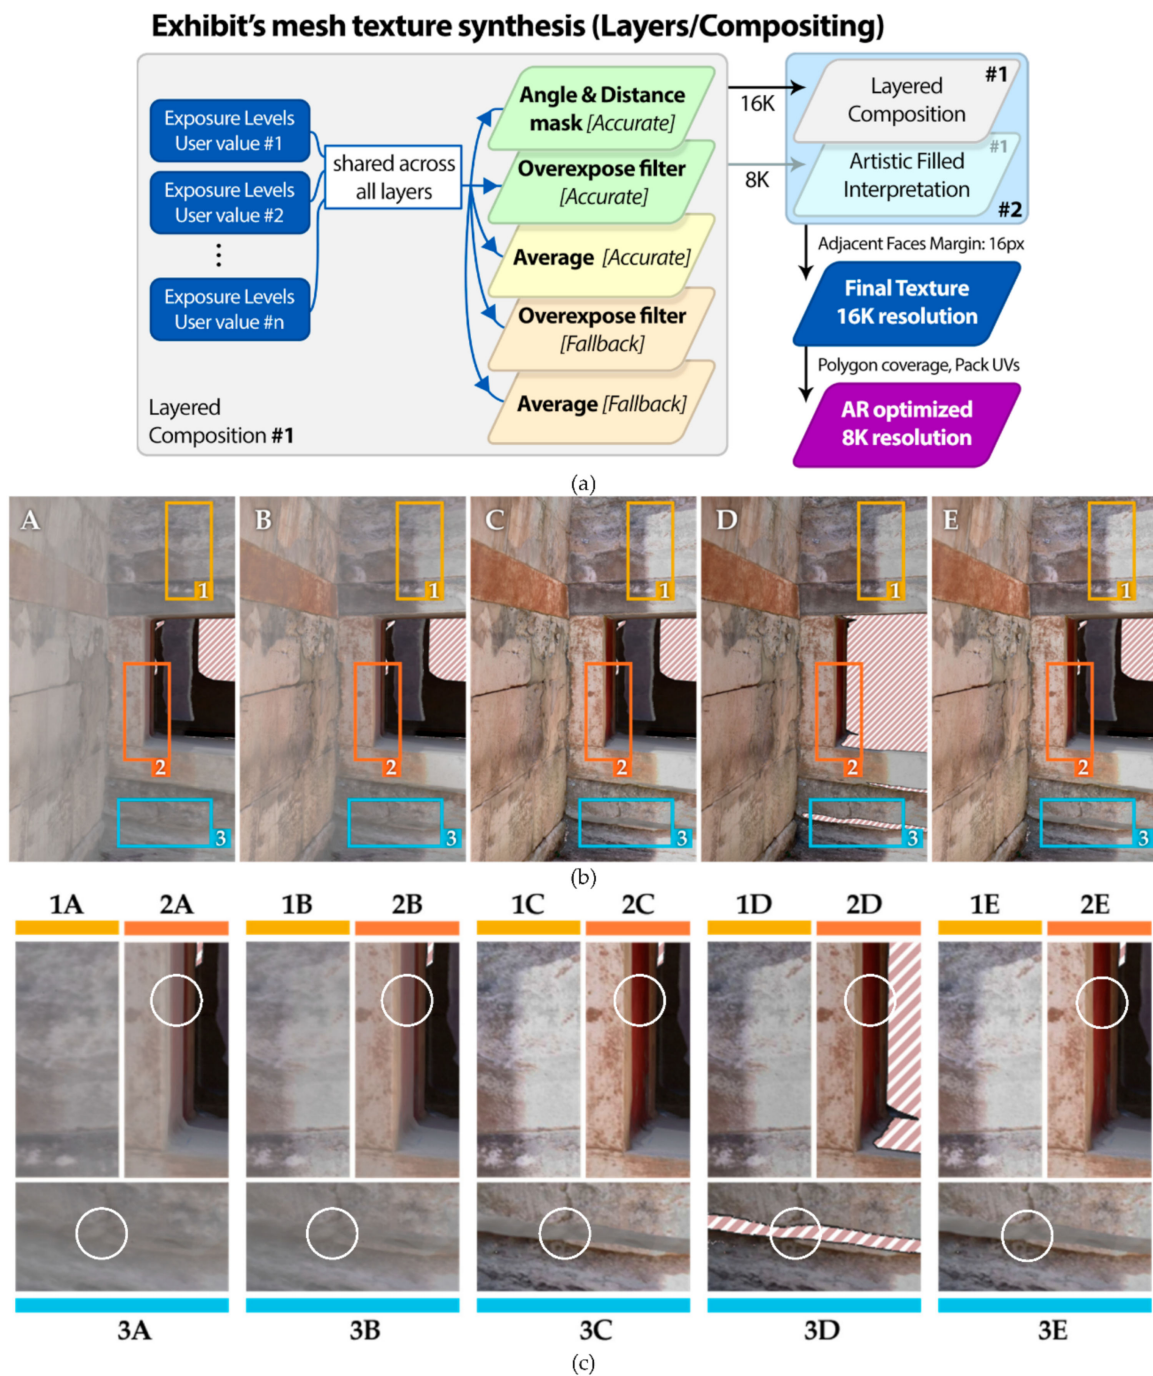 Exhibit's mesh texture synthesis (Layers/Compositing)
Exposure Levels
User value #1
Exposure Levels
User value #2
⋮
Exposure Levels
User value #n
shared across
all layers
Angle & Distance
mask [Accurate]
Overexpose filter
[Accurate]
Average [Accurate]
Overexpose filter
[Fallback]
Average [Fallback]
Layered
Composition #1
16K
8K
#1
Layered
Composition
#1
Artistic Filled
Interpretation
#2
Adjacent Faces Margin: 16px
Final Texture
16K resolution
Polygon coverage, Pack UVs
AR optimized
8K resolution
(a)
A B C D E
1 1 1 1 1
2 2 2 2 2
3 3 3 3 3
(b)
1A 2A 1B 2B 1C 2C 1D 2D 1E 2E
3A 3B 3C 3D 3E
(c)